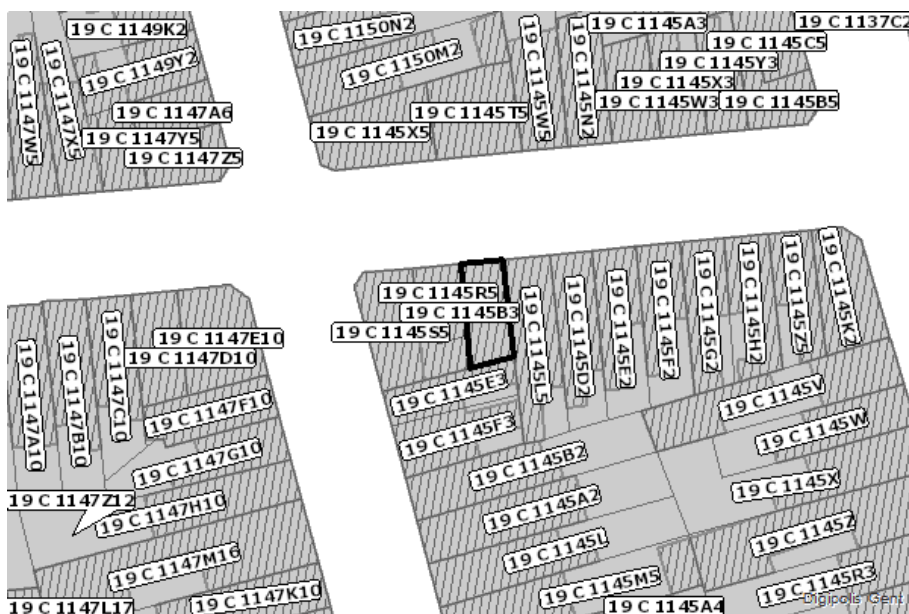 19 C 1149K2
19 C 1150N2
19 C 1145A3
19 C 1137C2
19 C 1145C5
19 C 1147W5
19 C 1147X5
19 C 1149Y2
19 C 1150M2
19 C 1145W5
19 C 1145N2
19 C 1145Y3
19 C 1145X3
19 C 1147A6
19 C 1145T5
19 C 1145W3
19 C 1145B5
19 C 1147Y5
19 C 1145X5
19 C 1147Z5
19 C 1145R5
19 C 1145B3
19 C 1145S5
19 C 1145L5
19 C 1145D2
19 C 1145E2
19 C 1145F2
19 C 1145G2
19 C 1145H2
19 C 1145Z5
19 C 1145K2
19 C 1147A10
19 C 1147B10
19 C 1147C10
19 C 1147E10
19 C 1147D10
19 C 1147F10
19 C 1145E3
19 C 1145V
19 C 1145F3
19 C 1145W
19 C 1147G10
19 C 1145B2
19 C 1145X
19 C 1147Z12
19 C 1147H10
19 C 1145A2
19 C 1145Z
19 C 1145L
19 C 1147M16
19 C 1145M5
19 C 1145R3
19 C 1147L17
19 C 1147K10
19 C 1145A4
Digipolis Gent